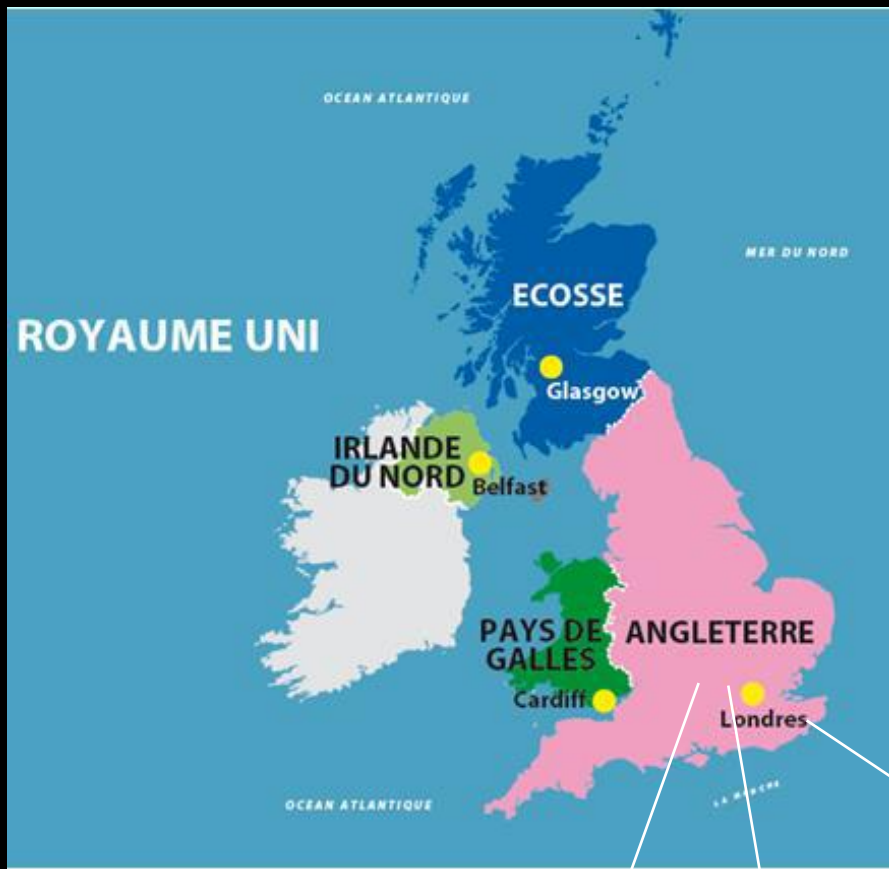 OCEAN ATLANTIQUE
MER DU NORD
ECOSSE
ROYAUME UNI
Glasgow
IRLANDE
DU NORD
Belfast
PAYS DE
GALLES
ANGLETERRE
Cardiff
Londres
LA MANCHE
OCEAN ATLANTIQUE